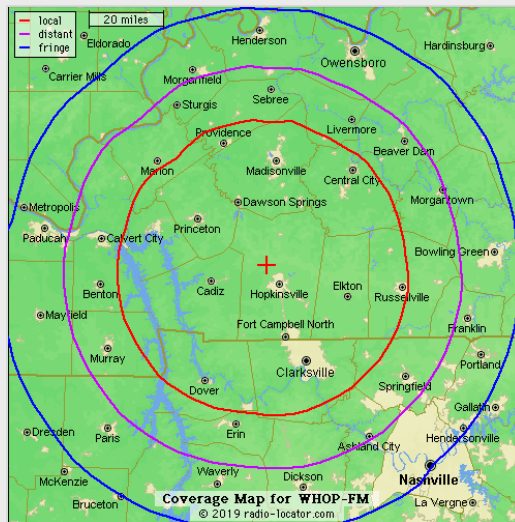 local
distant
fringe
20 miles
Henderson
Eldorado
Owensboro
Hardinsburg
Carrier Mills
Morganfield
Sebree
Sturgis
Livermore
Providence
Beaver Dam
Marion
Madisonville
Central City
Morgantown
Dawson Springs
Metropolis
Princeton
Paducah
Calvert City
Bowling Green
Benton
Cadiz
Hopkinsville
Elkton
Russellville
Mayfield
Fort Campbell North
Franklin
Murray
Clarksville
Portland
Dover
Springfield
Gallatin
Dresden
Paris
Erin
Ashland City
Hendersonville
McKenzie
Waverly
Dickson
Nashville
Bruceton
La Vergne
Coverage Map for WHOP-FM
© 2019 radio-locator.com